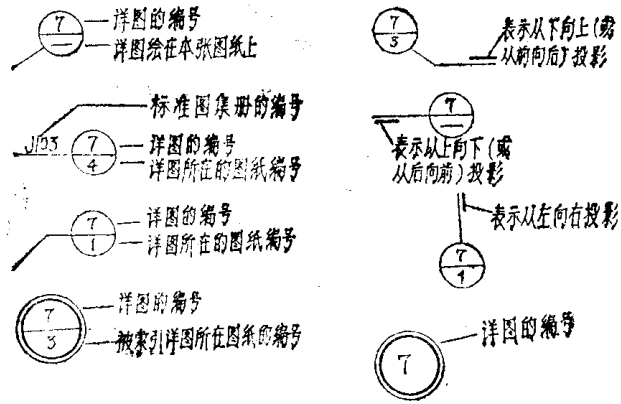 7
详图的编号
—
详图绘在本张图纸上
标准图集册的编号
J103
7
详图的编号
4
详图所在的图纸编号
7
详图的编号
1
详图所在的图纸编号
7
详图的编号
3
被索引详图所在图纸的编号
7
3
表示从下向上(或
从前向后)投影
7
—
表示以上向下(或
从后向前)投影
表示从左向右投影
7
4
7
详图的编号